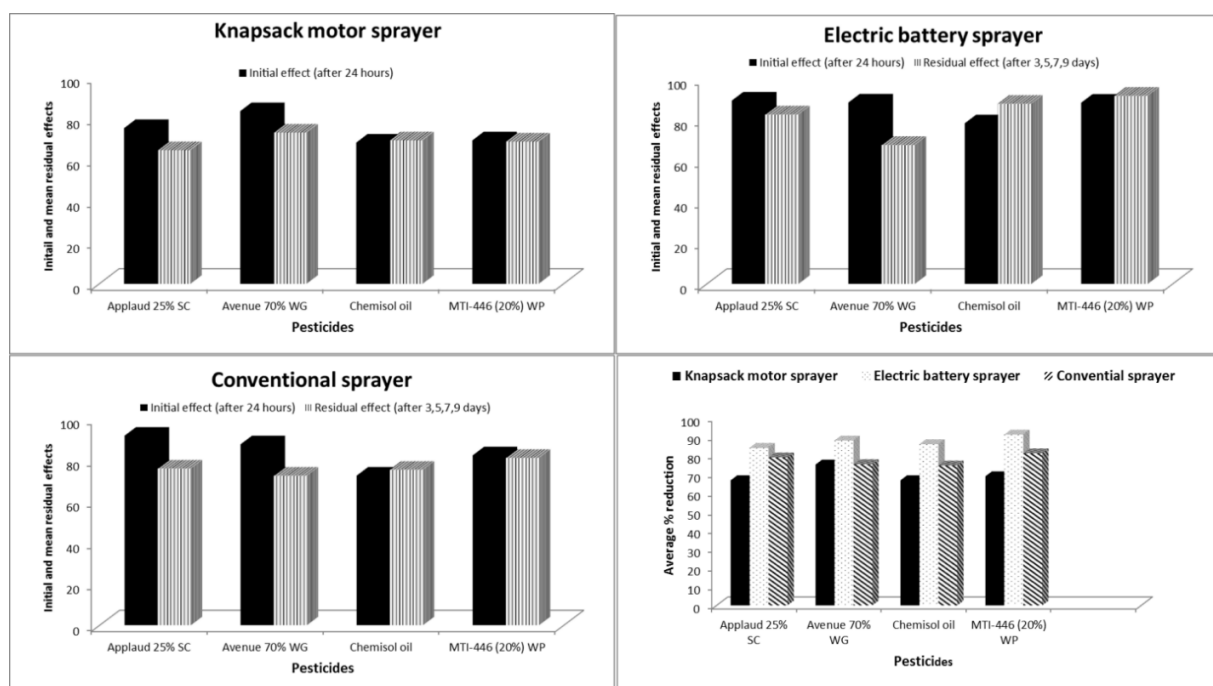 Knapsack motor sprayer
Initial effect (after 24 hours)
Initail and mean residual effects
100
80
60
40
20
0
Applaud 25% SC Avenue 70% WG Chemisol oil MTI-446 (20%) WP
Pesticides
Electric battery sprayer
Initial effect (after 24 hours) Residual effect (after 3,5,7,9 days)
Initial and mean residual effects
100
80
60
40
20
0
Applaud 25% SC Avenue 70% WG Chemisol oil MTI-446 (20%) WP
Pesticides
Conventional sprayer
Initial effect (after 24 hours) Residual effect (after 3,5,7,9 days)
Initial and mean residual effects
100
80
60
40
20
0
Applaud 25% SC Avenue 70% WG Chemisol oil MTI-446 (20%) WP
Pesticides
Knapsack motor sprayer Electric battery sprayer Convential sprayer
Average % reduction
100
90
80
70
60
50
40
30
20
10
0
Applaud 25% Avenue 70% Chemisol oil MTI-446 (20%)
SC WG WP
Pesticides